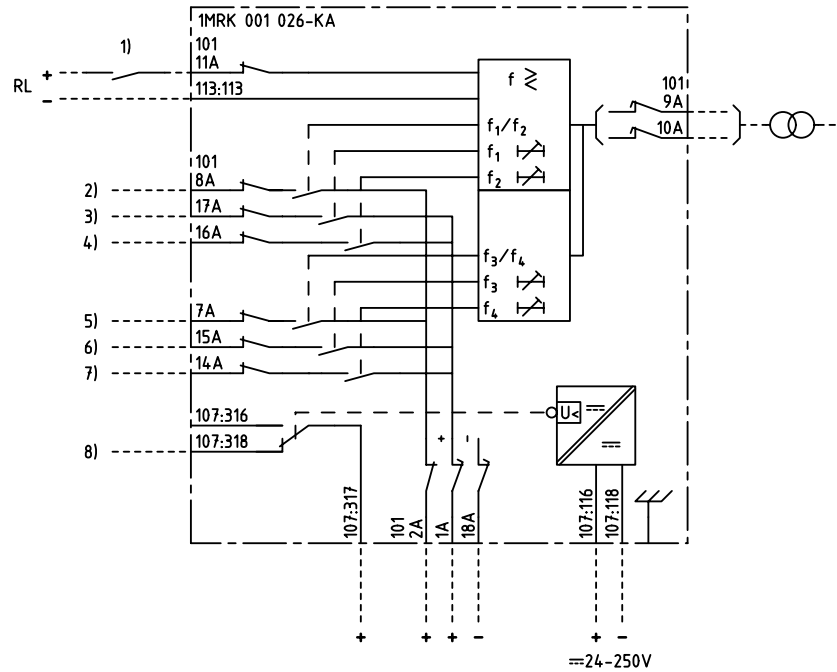 1MRK 001 026-KA
1)
101
11A
RL
+
−
113:113
f ≷
101
9A
10A
f1/f2
f1
f2
101
8A
2)
17A
3)
16A
4)
f3/f4
f3
f4
7A
5)
15A
6)
14A
7)
107:316
107:318
8)
U<
+ −
107:317
101
2A
1A
18A
107:116
107:118
+ + + − + −
24-250V